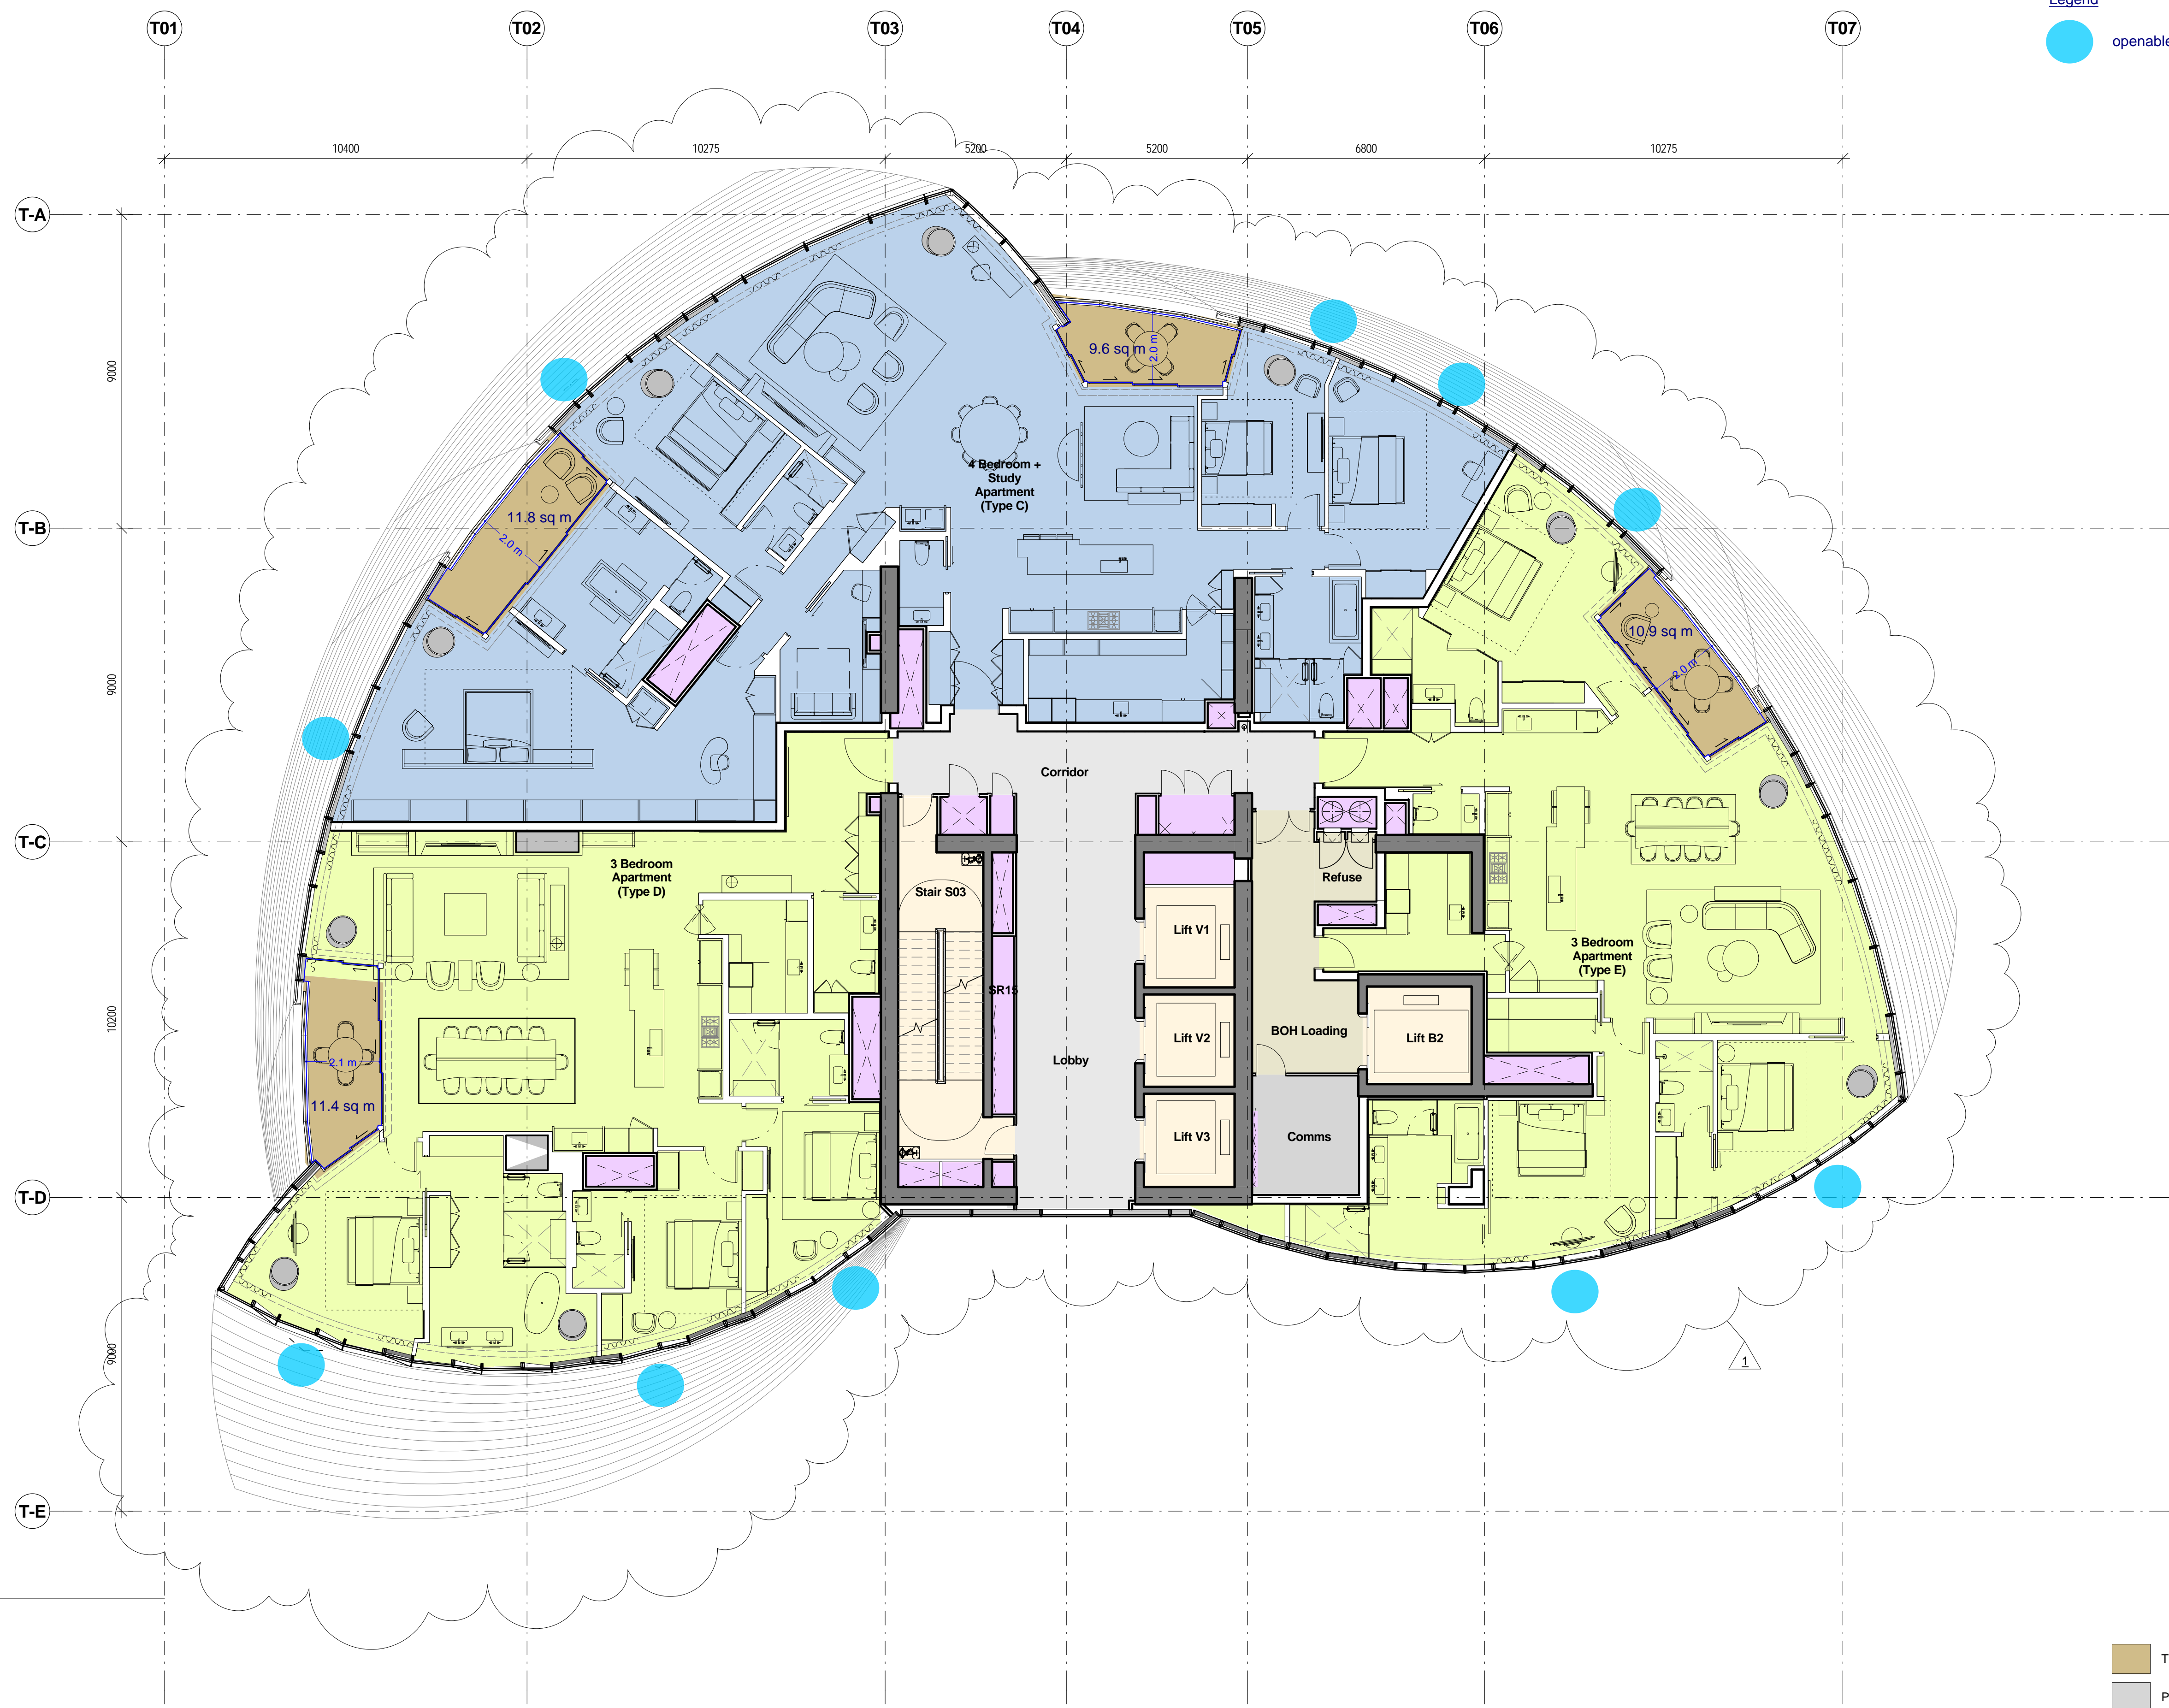 Legend
openable
T01
T02
T03
T04
T05
T06
T07
10400
10275
5200
5200
6800
10275
T-A
T-B
T-C
T-D
T-E
9000
9000
10200
9000
9.6 sq m
2.0 m
11.8 sq m
2.0 m
4 Bedroom +
Study
Apartment
(Type C)
10.9 sq m
2.0 m
Corridor
3 Bedroom
Apartment
(Type D)
Stair S03
Refuse
Lift V1
3 Bedroom
Apartment
(Type E)
SR15
2.1 m
11.4 sq m
Lobby
Lift V2
BOH Loading
Lift B2
Lift V3
Comms
1
T
P